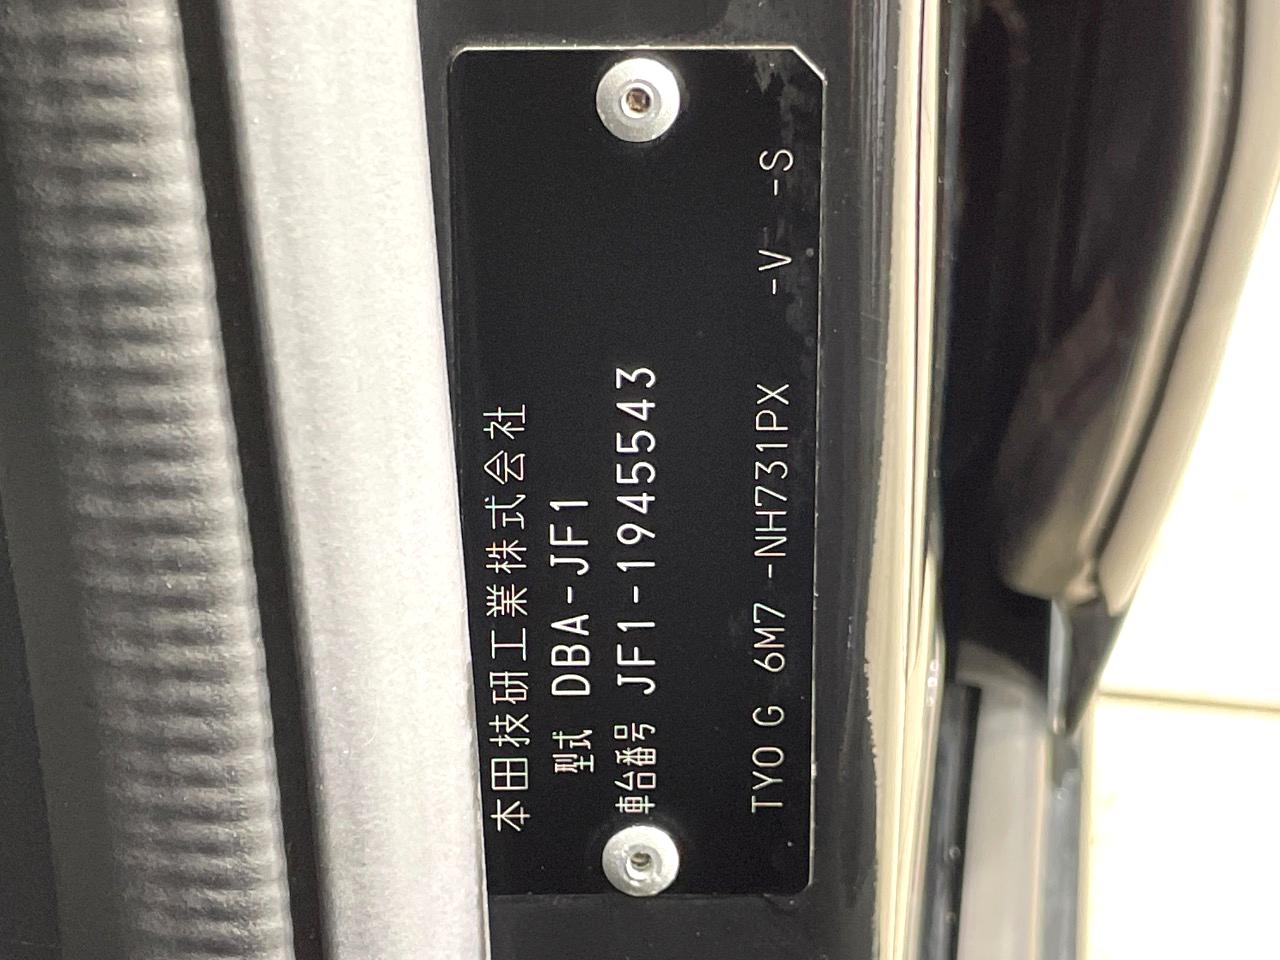 本田技研工業株式会社
型式 DBA-JF1
車台番号 JF1-1945543
TYO G 6M7 -NH731PX -V -S